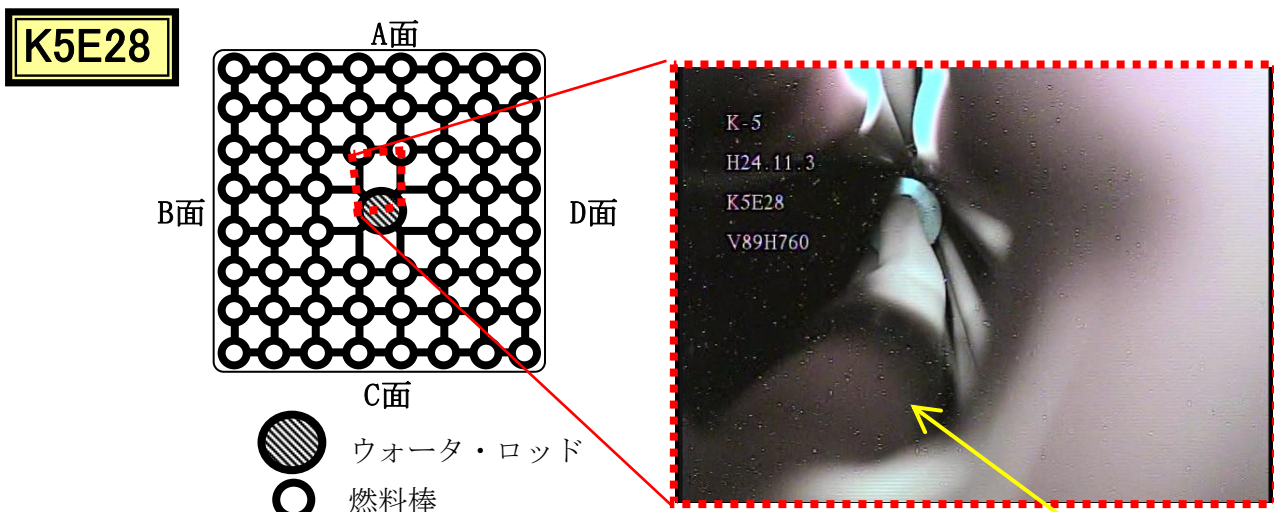 K5E28
A面
B面
D面
C面
ウォータ・ロッド
燃料棒
K-5
H24.11.3
K5E28
V89H760